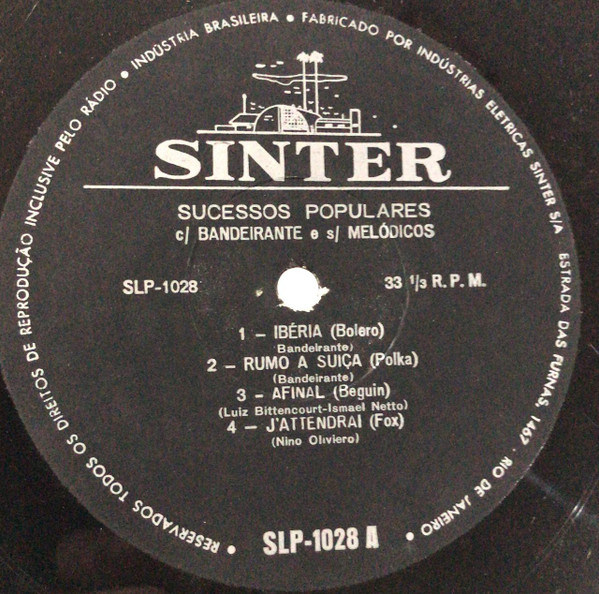 RESERVADOS TODOS OS DIREITOS DE REPRODUÇÃO INCLUSIVE PELO RÁDIO • INDÚSTRIA BRASILEIRA • FABRICADO POR INDÚSTRIAS ELETRICAS SINTER S/A • ESTRADA DAS FURNAS, 1467 • RIO DE JANEIRO •
SINTER
SUCESSOS POPULARES
c/ BANDEIRANTE e s/ MELÓDICOS
SLP-1028
33 1/3 R. P. M.
1 – IBÉRIA (Bolero)
Bandeirante)
2 – RUMO A SUIÇA (Polka)
(Bandeirante)
3 – AFINAL (Beguin)
(Luiz Bittencourt-Ismael Netto)
4 – J'ATTENDRAI (Fox)
(Nino Oliviero)
SLP-1028 A